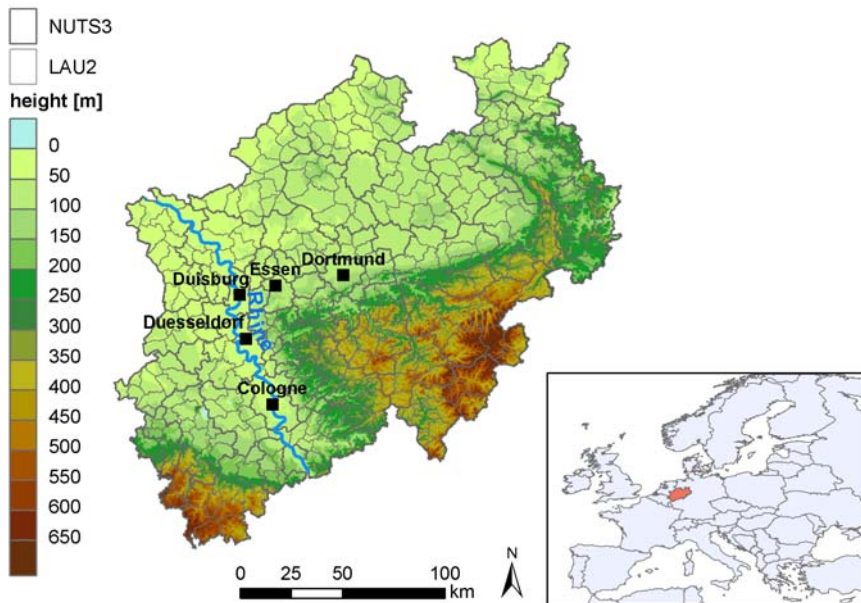 NUTS3
LAU2
height [m]
0
50
100
150
200
250
300
350
400
450
500
550
600
650
Dortmund
Essen
Duisburg
Rhine
Duesseldorf
Cologne
0 25 50 100
km
N